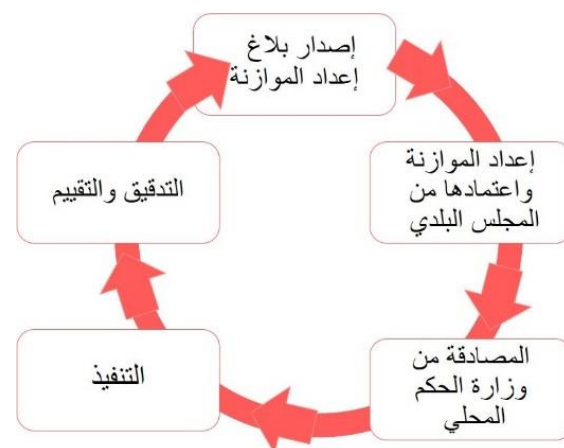 إصدار بلاغ
إعداد الموازنة
إعداد الموازنة
واعتمادها من
المجلس البلدي
المصادقة من
وزارة الحكم
المحلي
التنفيذ
التدقيق والتقييم